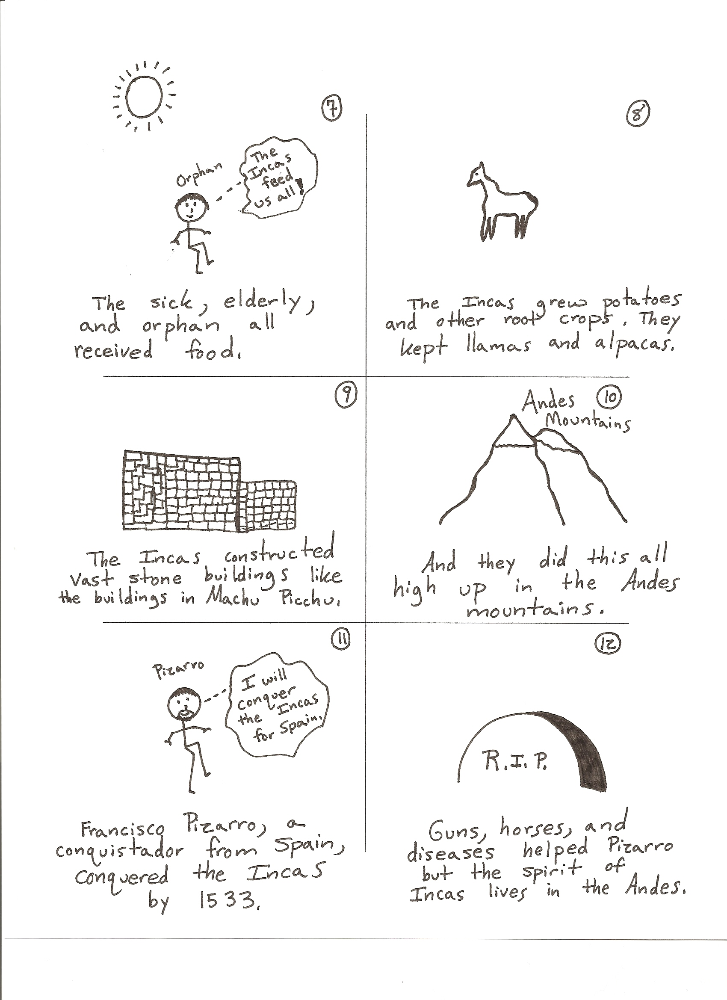 7
Orphan
The
Incas
feed
us all!
The sick, elderly,
and orphan all
received food.
8
The Incas grew potatoes
and other root crops. They
kept llamas and alpacas.
9
The Incas constructed
vast stone buildings like
the buildings in Machu Picchu.
10
Andes
Mountains
And they did this all
high up in the Andes
mountains.
11
Pizarro
I will
conquer
the Incas
for Spain.
Francisco Pizarro, a
conquistador from Spain,
conquered the Incas
by 1533.
12
R.I.P.
Guns, horses, and
diseases helped Pizarro
but the spirit of
Incas lives in the Andes.